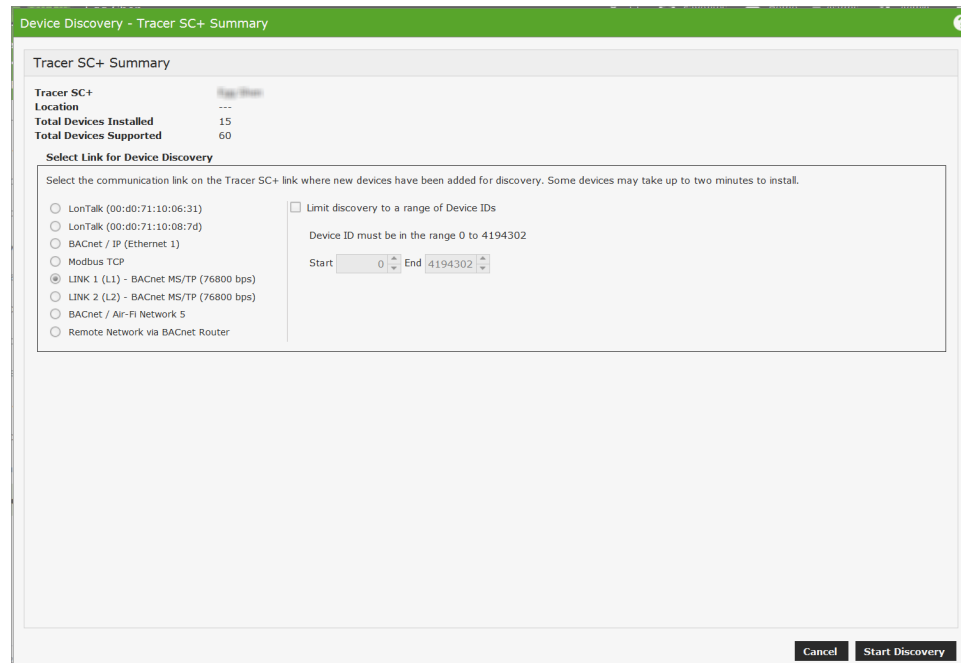 Device Discovery - Tracer SC+ Summary
Tracer SC+ Summary
Tracer SC+
Location ---
Total Devices Installed 15
Total Devices Supported 60
Select Link for Device Discovery
Select the communication link on the Tracer SC+ link where new devices have been added for discovery. Some devices may take up to two minutes to install.
LonTalk (00:d0:71:10:06:31)
LonTalk (00:d0:71:10:08:7d)
BACnet / IP (Ethernet 1)
Modbus TCP
LINK 1 (L1) - BACnet MS/TP (76800 bps)
LINK 2 (L2) - BACnet MS/TP (76800 bps)
BACnet / Air-Fi Network 5
Remote Network via BACnet Router
Limit discovery to a range of Device IDs
Device ID must be in the range 0 to 4194302
Start 0 End 4194302
Cancel Start Discovery